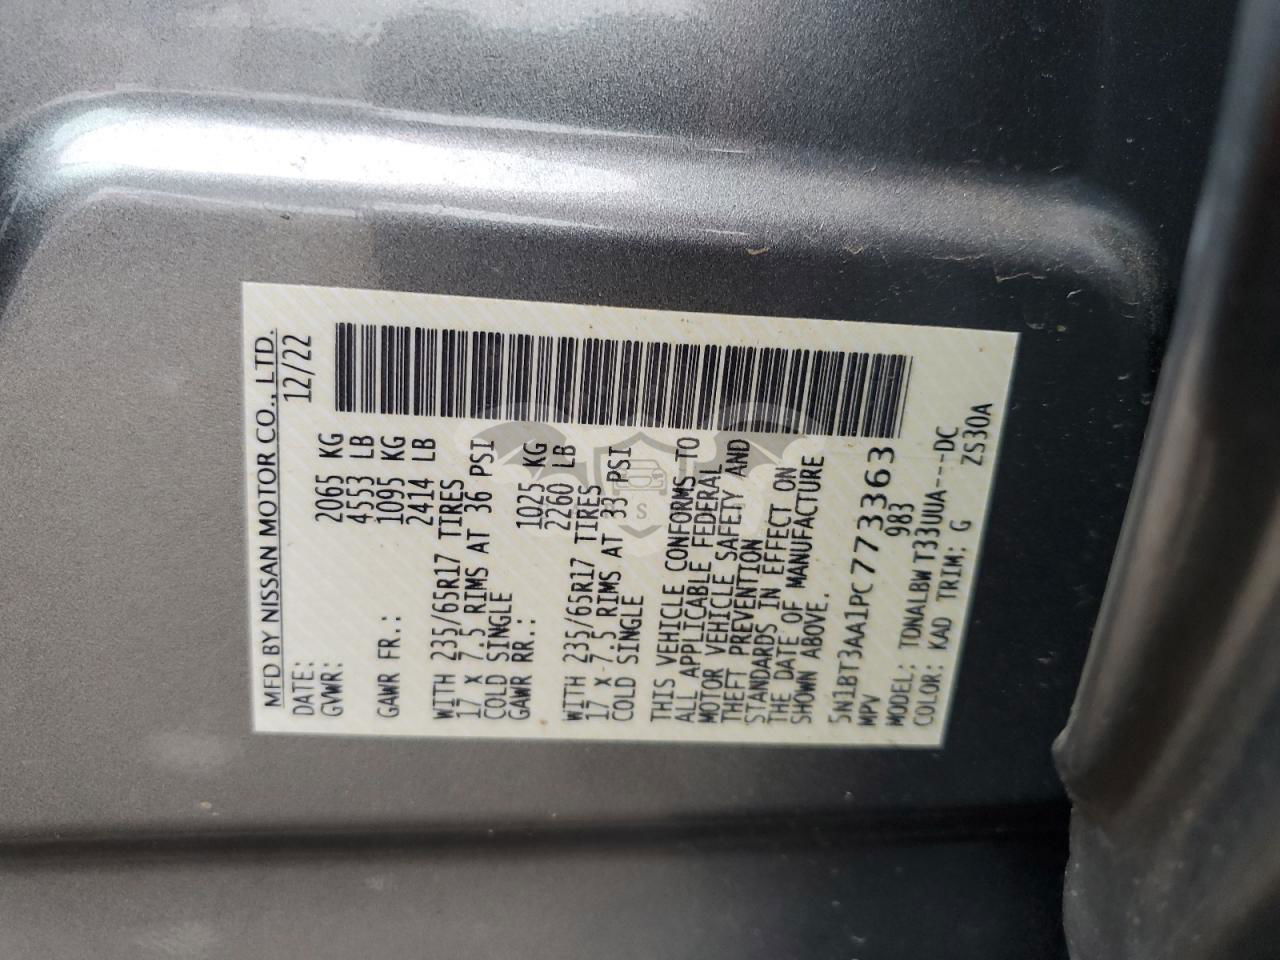 MFD BY NISSAN MOTOR CO., LTD.
DATE: 12/22
GVWR: 2065 KG
4553 LB
GAWR FR.: 1095 KG
2414 LB
WITH 235/65R17 TIRES
17 X 7.5 RIMS AT 36 PSI
COLD SINGLE
GAWR RR.: 1025 KG
2260 LB
WITH 235/65R17 TIRES
17 X 7.5 RIMS AT 33 PSI
COLD SINGLE
THIS VEHICLE CONFORMS TO
ALL APPLICABLE FEDERAL
MOTOR VEHICLE SAFETY AND
THEFT PREVENTION
STANDARDS IN EFFECT ON
THE DATE OF MANUFACTURE
SHOWN ABOVE.
5N1BT3AA1PC773363
MPV 983
MODEL: TDNALBW T33UUA---DC
COLOR: KAD TRIM: G ZS30A
S